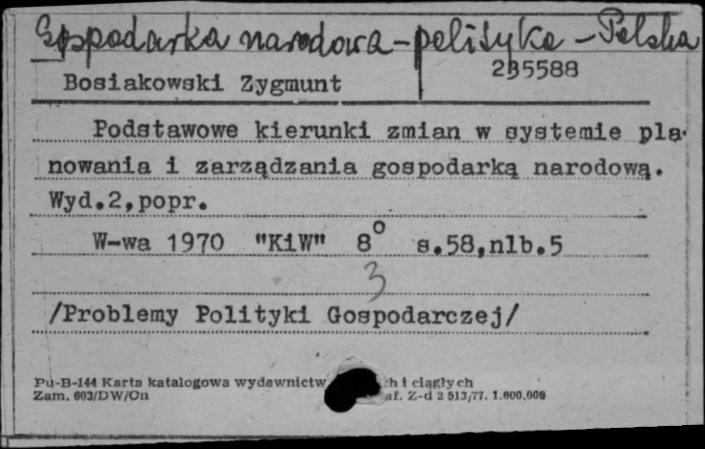 Gospodarka narodowa - polityka - Polska
235588
Bosiakowski Zygmunt
Podstawowe kierunki zmian w systemie pla-
nowania i zarządzania gospodarką narodową.
Wyd.2,popr.
W-wa 1970 "KiW" 8° s.58,nlb.5
3
/Problemy Polityki Gospodarczej/
Pu-B-144 Karta katalogowa wydawnictw h i ciągłych
Zam. 603/DW/On af. Z-d 2 513/77. 1.000.000